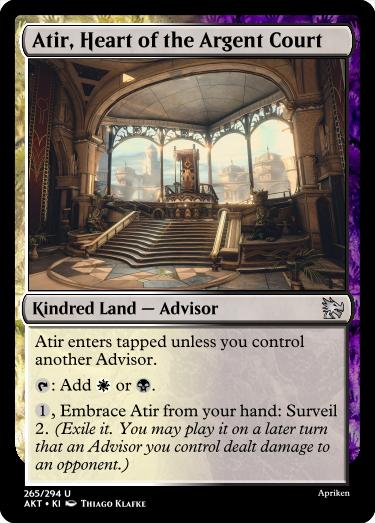 Atir, Heart of the Argent Court
Kindred Land — Advisor
Atir enters tapped unless you control
another Advisor.
: Add or .
1, Embrace Atir from your hand: Surveil
2. (Exile it. You may play it on a later turn
that an Advisor you control dealt damage to
an opponent.)
265/294 U
AKT • KI Thiago Klafke
Apriken